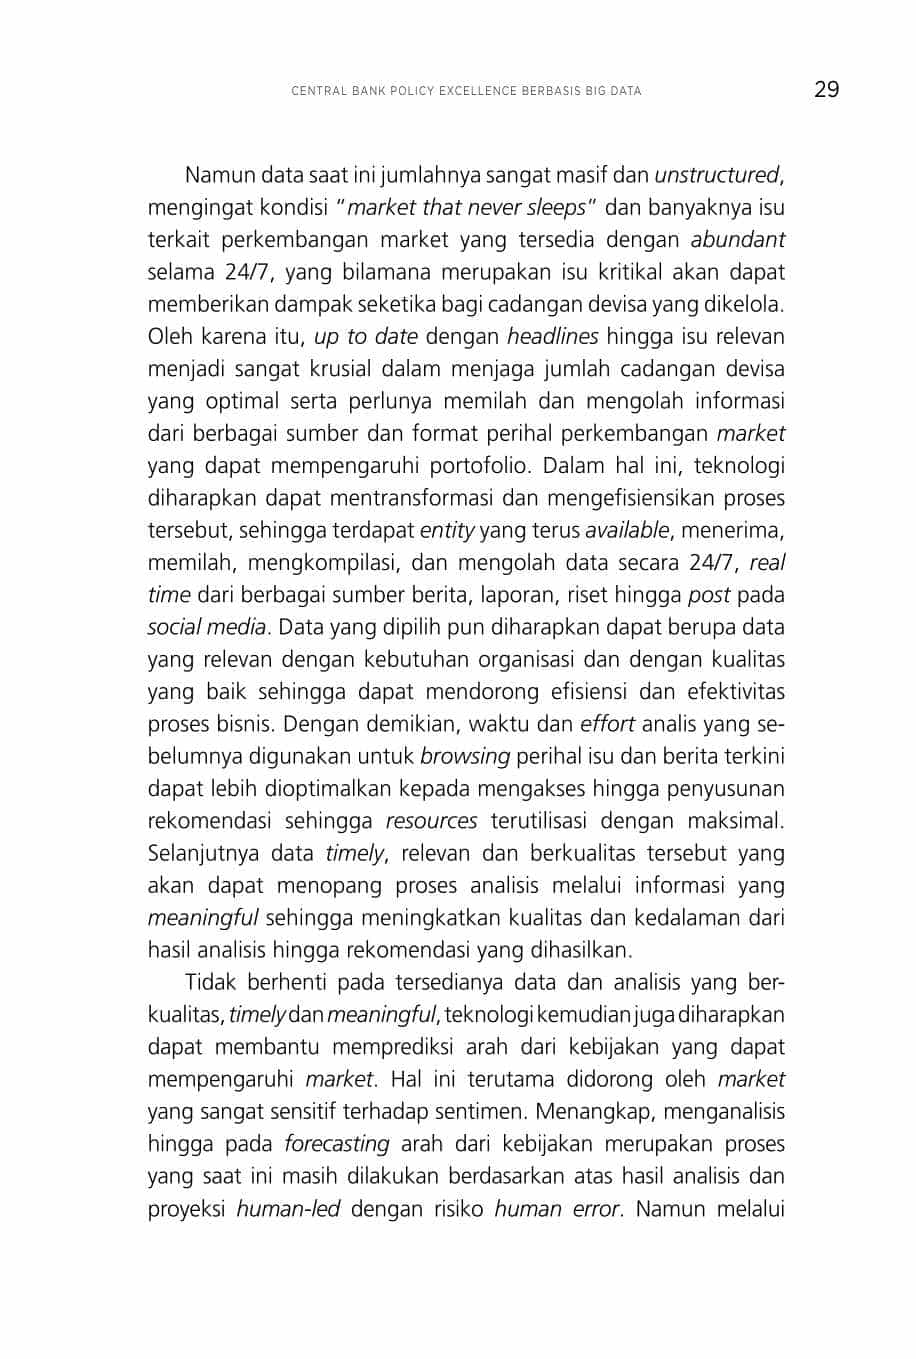 CENTRAL BANK POLICY EXCELLENCE BERBASIS BIG DATA 29
Namun data saat ini jumlahnya sangat masif dan unstructured,
mengingat kondisi “market that never sleeps” dan banyaknya isu
terkait perkembangan market yang tersedia dengan abundant
selama 24/7, yang bilamana merupakan isu kritikal akan dapat
memberikan dampak seketika bagi cadangan devisa yang dikelola.
Oleh karena itu, up to date dengan headlines hingga isu relevan
menjadi sangat krusial dalam menjaga jumlah cadangan devisa
yang optimal serta perlunya memilah dan mengolah informasi
dari berbagai sumber dan format perihal perkembangan market
yang dapat mempengaruhi portofolio. Dalam hal ini, teknologi
diharapkan dapat mentransformasi dan mengefisiensikan proses
tersebut, sehingga terdapat entity yang terus available, menerima,
memilah, mengkompilasi, dan mengolah data secara 24/7, real
time dari berbagai sumber berita, laporan, riset hingga post pada
social media. Data yang dipilih pun diharapkan dapat berupa data
yang relevan dengan kebutuhan organisasi dan dengan kualitas
yang baik sehingga dapat mendorong efisiensi dan efektivitas
proses bisnis. Dengan demikian, waktu dan effort analis yang se-
belumnya digunakan untuk browsing perihal isu dan berita terkini
dapat lebih dioptimalkan kepada mengakses hingga penyusunan
rekomendasi sehingga resources terutilisasi dengan maksimal.
Selanjutnya data timely, relevan dan berkualitas tersebut yang
akan dapat menopang proses analisis melalui informasi yang
meaningful sehingga meningkatkan kualitas dan kedalaman dari
hasil analisis hingga rekomendasi yang dihasilkan.
Tidak berhenti pada tersedianya data dan analisis yang ber-
kualitas, timely dan meaningful, teknologi kemudian juga diharapkan
dapat membantu memprediksi arah dari kebijakan yang dapat
mempengaruhi market. Hal ini terutama didorong oleh market
yang sangat sensitif terhadap sentimen. Menangkap, menganalisis
hingga pada forecasting arah dari kebijakan merupakan proses
yang saat ini masih dilakukan berdasarkan atas hasil analisis dan
proyeksi human-led dengan risiko human error. Namun melalui